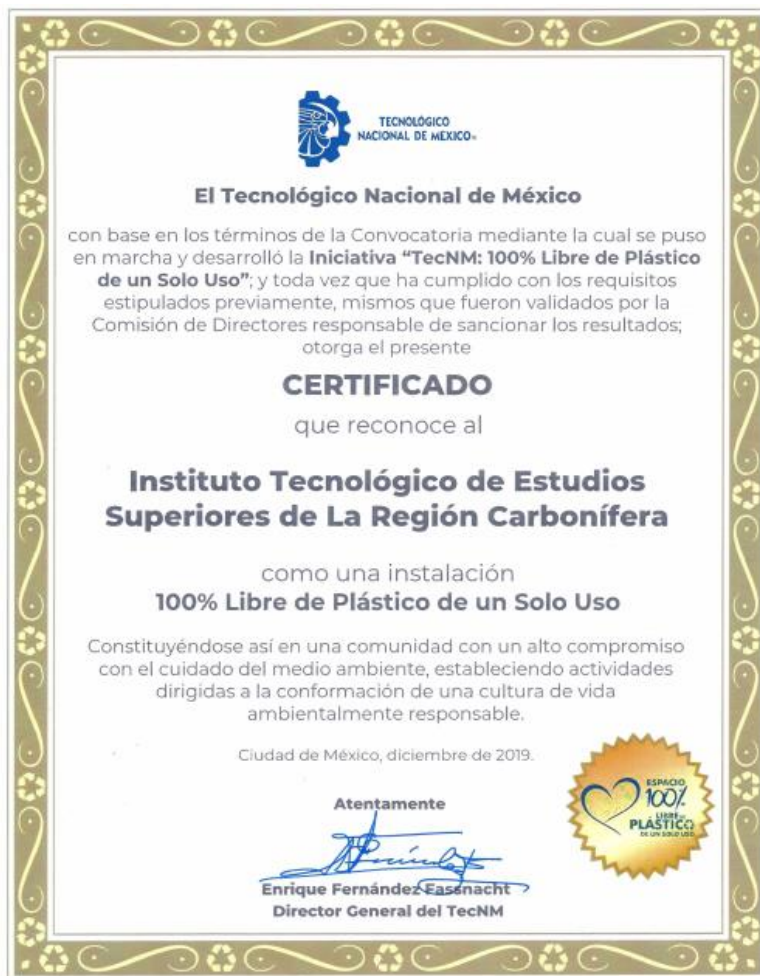 TECNOLÓGICO
NACIONAL DE MÉXICO
El Tecnológico Nacional de México
con base en los términos de la Convocatoria mediante la cual se puso
en marcha y desarrolló la Iniciativa “TecNM: 100% Libre de Plástico
de un Solo Uso”; y toda vez que ha cumplido con los requisitos
estipulados previamente, mismos que fueron validados por la
Comisión de Directores responsable de sancionar los resultados;
otorga el presente
CERTIFICADO
que reconoce al
Instituto Tecnológico de Estudios
Superiores de La Región Carbonífera
como una instalación
100% Libre de Plástico de un Solo Uso
Constituyéndose así en una comunidad con un alto compromiso
con el cuidado del medio ambiente, estableciendo actividades
dirigidas a la conformación de una cultura de vida
ambientalmente responsable.
Ciudad de México, diciembre de 2019.
Atentamente
Enrique Fernández Fassnacht
Director General del TecNM
ESPACIO
100%
LIBRE DE
PLÁSTICO
DE UN SOLO USO